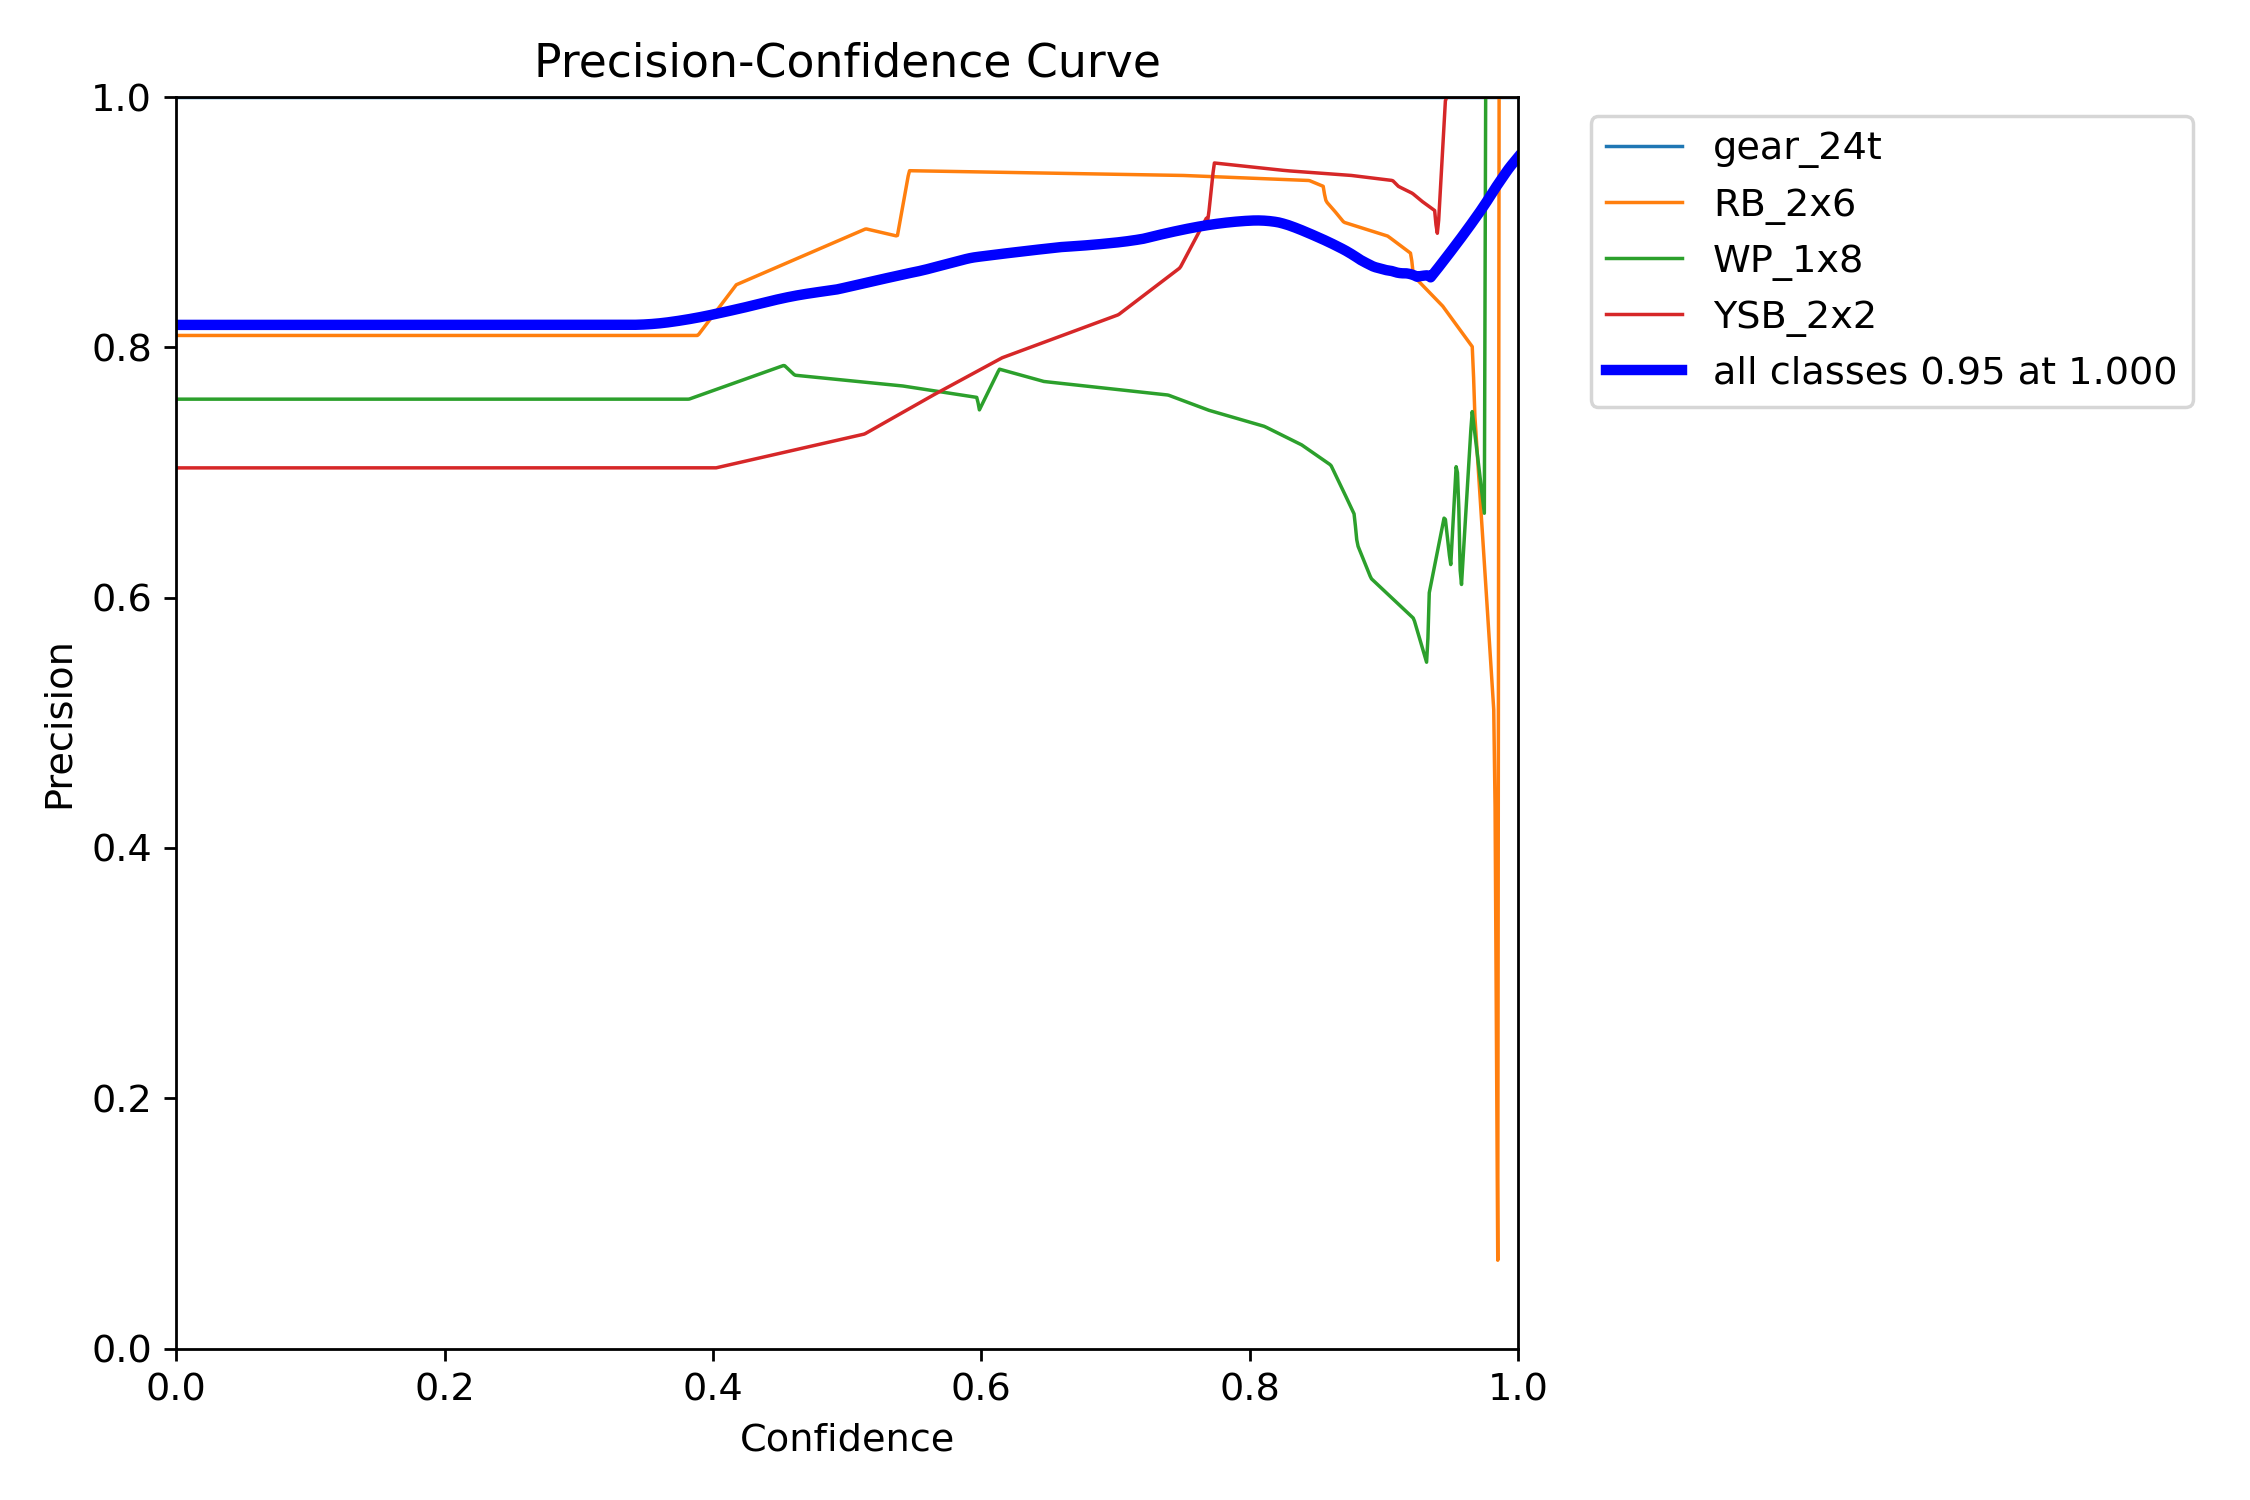 Precision-Confidence Curve
1.0
0.8
0.6
0.4
0.2
0.0
Precision
0.0 0.2 0.4 0.6 0.8 1.0
Confidence
gear_24t
RB_2x6
WP_1x8
YSB_2x2
all classes 0.95 at 1.000